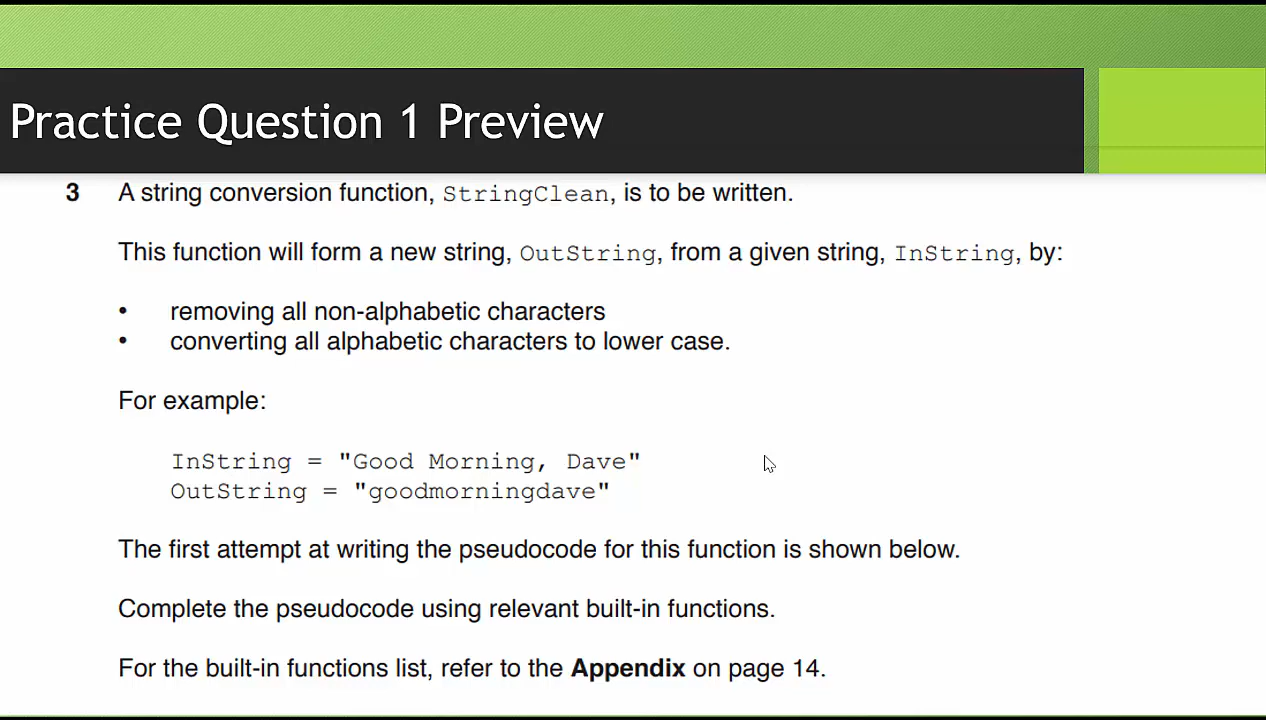 Practice Question 1 Preview
3 A string conversion function, StringClean, is to be written.
This function will form a new string, OutString, from a given string, InString, by:
• removing all non-alphabetic characters
• converting all alphabetic characters to lower case.
For example:
InString = "Good Morning, Dave"
OutString = "goodmorningdave"
The first attempt at writing the pseudocode for this function is shown below.
Complete the pseudocode using relevant built-in functions.
For the built-in functions list, refer to the Appendix on page 14.